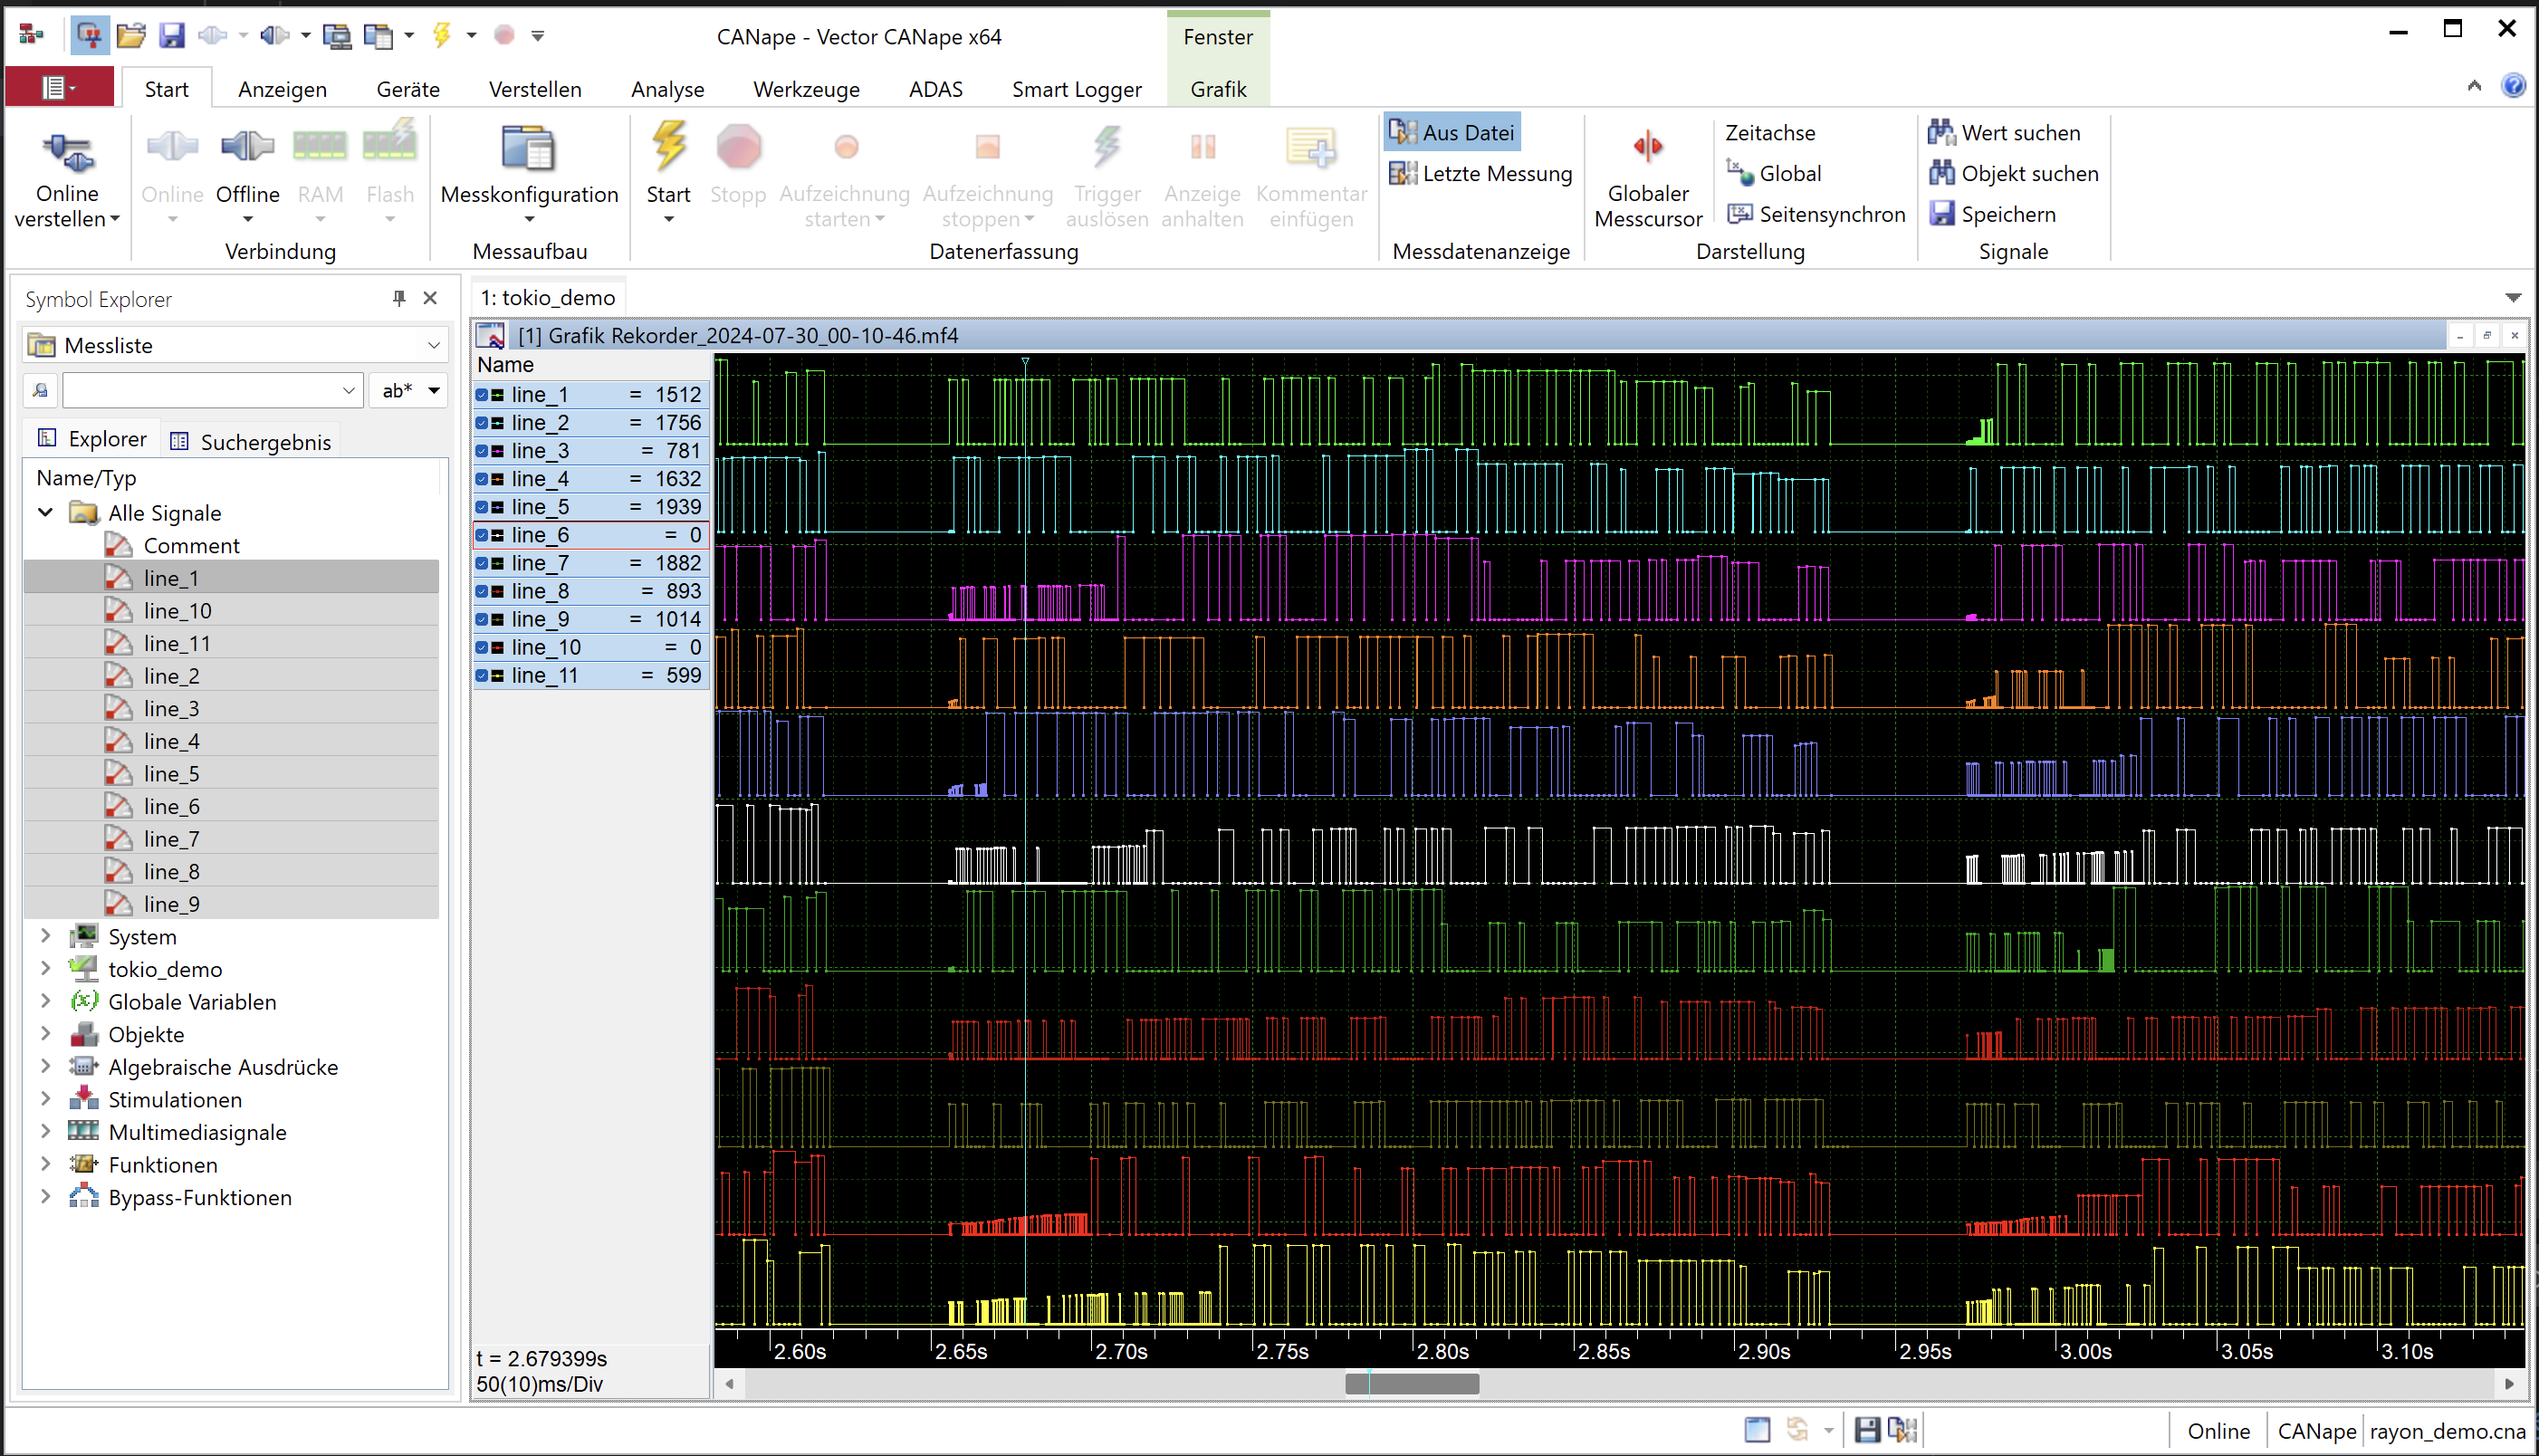 CANape - Vector CANape x64
Fenster
Start
Anzeigen
Geräte
Verstellen
Analyse
Werkzeuge
ADAS
Smart Logger
Grafik
Online verstellen
Online
Offline
RAM
Flash
Verbindung
Messkonfiguration
Messaufbau
Start
Stopp
Aufzeichnung starten
Aufzeichnung stoppen
Trigger auslösen
Anzeige anhalten
Kommentar einfügen
Datenerfassung
Aus Datei
Letzte Messung
Messdatenanzeige
Globaler Messcursor
Zeitachse
Global
Seitensynchron
Darstellung
Wert suchen
Objekt suchen
Speichern
Signale
Symbol Explorer
Messliste
ab*
Explorer
Suchergebnis
Name/Typ
Alle Signale
Comment
line_1
line_10
line_11
line_2
line_3
line_4
line_5
line_6
line_7
line_8
line_9
System
tokio_demo
Globale Variablen
Objekte
Algebraische Ausdrücke
Stimulationen
Multimediasignale
Funktionen
Bypass-Funktionen
1: tokio_demo
[1] Grafik Rekorder_2024-07-30_00-10-46.mf4
Name
line_1 = 1512
line_2 = 1756
line_3 = 781
line_4 = 1632
line_5 = 1939
line_6 = 0
line_7 = 1882
line_8 = 893
line_9 = 1014
line_10 = 0
line_11 = 599
t = 2.679399s
50(10)ms/Div
2.60s 2.65s 2.70s 2.75s 2.80s 2.85s 2.90s 2.95s 3.00s 3.05s 3.10s
Online
CANape
rayon_demo.cna